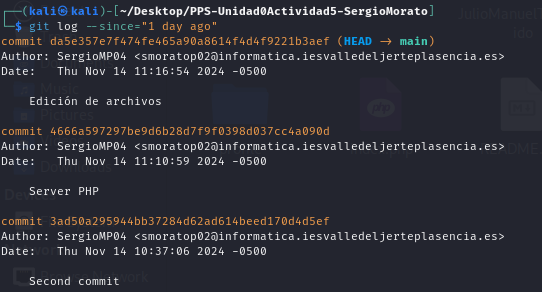 (kali㉿kali)-[~/Desktop/PPS-Unidad0Actividad5-SergioMorato]
$ git log --since="1 day ago"
commit da5e357e7f474fe465a90a8614f4d4f9221b3aef (HEAD → main)
Author: SergioMP04 <smoratop02@informatica.iesvalledeljerteplasencia.es>
Date:   Thu Nov 14 11:16:54 2024 -0500
    Edición de archivos
commit 4666a597297be9d6b28d7f9f0398d037cc4a090d
Author: SergioMP04 <smoratop02@informatica.iesvalledeljerteplasencia.es>
Date:   Thu Nov 14 11:10:59 2024 -0500
    Server PHP
commit 3ad50a295944bb37284d62ad614beed170d4d5ef
Author: SergioMP04 <smoratop02@informatica.iesvalledeljerteplasencia.es>
Date:   Thu Nov 14 10:37:06 2024 -0500
    Second commit